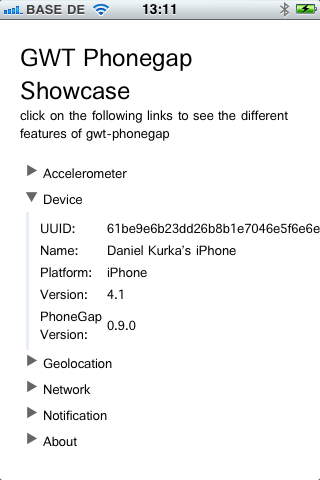 BASE DE 13:11
GWT Phonegap
Showcase
click on the following links to see the different
features of gwt-phonegap
Accelerometer
Device
UUID: 61be9e6b23dd26b8b1e7046e5f6e6e
Name: Daniel Kurka's iPhone
Platform: iPhone
Version: 4.1
PhoneGap
Version: 0.9.0
Geolocation
Network
Notification
About